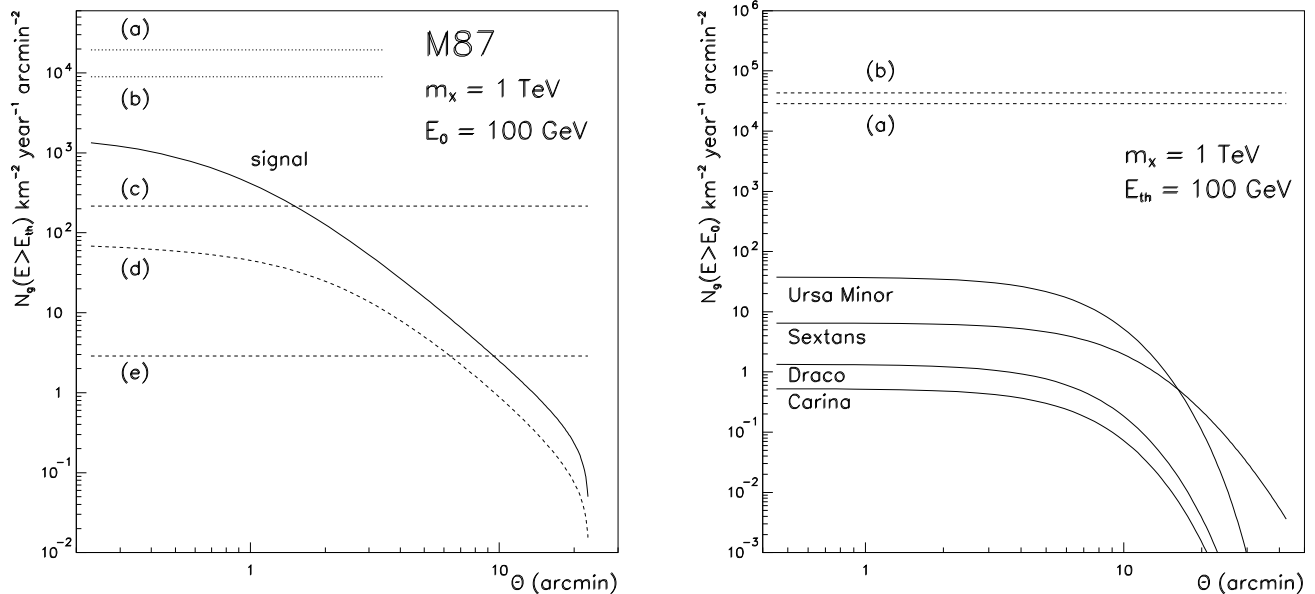 N_g(E>E_th) km^-2 year^-1 arcmin^-2
10^4
10^3
10^2
10
1
10^-1
10^-2
(a)
(b)
(c)
(d)
(e)
signal
M87
m_x = 1 TeV
E_0 = 100 GeV
1
10
Θ (arcmin)
N_g(E>E_0) km^-2 year^-1 arcmin^-2
10^6
10^5
10^4
10^3
10^2
10
1
10^-1
10^-2
10^-3
(b)
(a)
m_x = 1 TeV
E_th = 100 GeV
Ursa Minor
Sextans
Draco
Carina
1
10
Θ (arcmin)